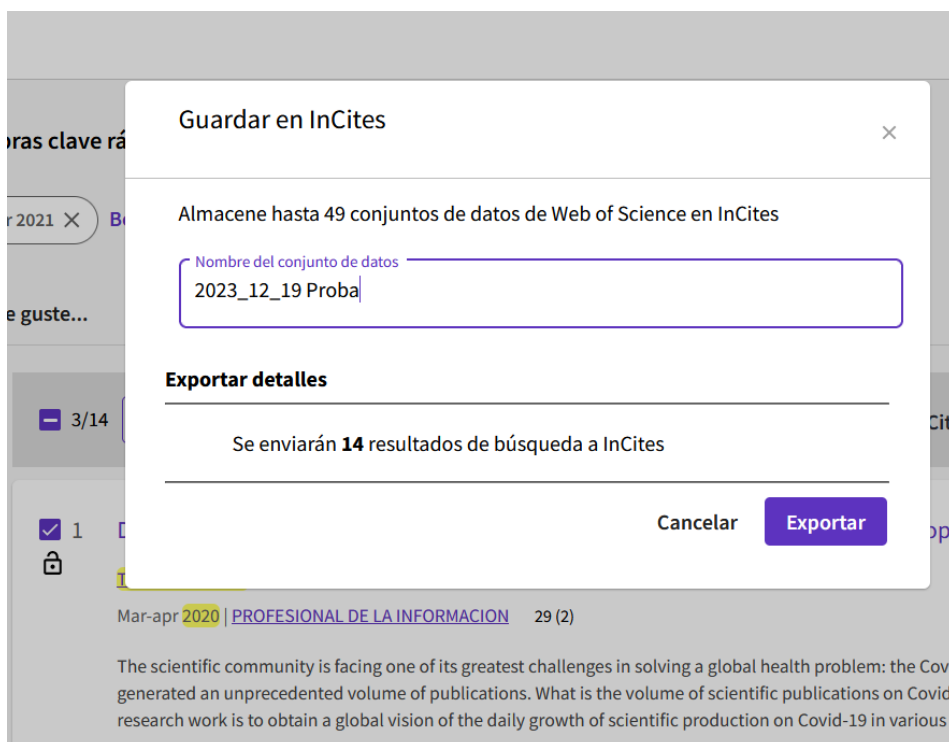 Guardar en InCites
oras clave rá
Almacene hasta 49 conjuntos de datos de Web of Science en InCites
r 2021
Nombre del conjunto de datos
2023_12_19 Proba
e guste...
Exportar detalles
3/14
Se enviarán 14 resultados de búsqueda a InCites
Cancelar
Exportar
1
Mar-apr 2020 | PROFESIONAL DE LA INFORMACION 29 (2)
The scientific community is facing one of its greatest challenges in solving a global health problem: the Cov
generated an unprecedented volume of publications. What is the volume of scientific publications on Covid
research work is to obtain a global vision of the daily growth of scientific production on Covid-19 in various